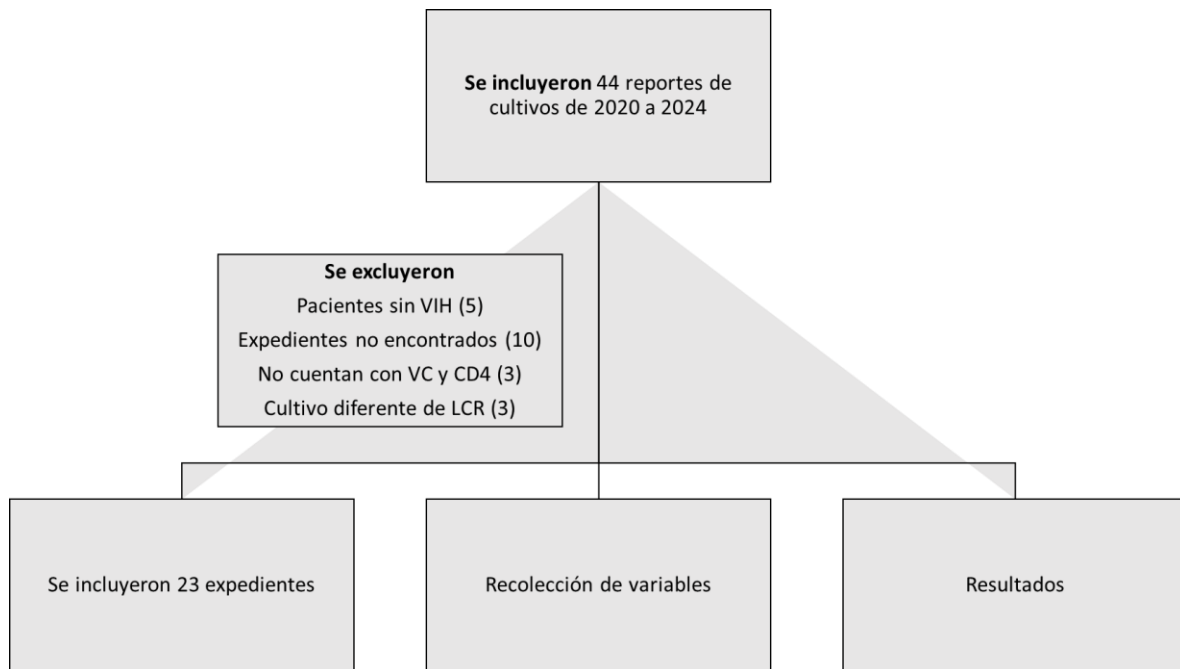 Se incluyeron 44 reportes de
cultivos de 2020 a 2024
Se excluyeron
Pacientes sin VIH (5)
Expedientes no encontrados (10)
No cuentan con VC y CD4 (3)
Cultivo diferente de LCR (3)
Se incluyeron 23 expedientes
Recolección de variables
Resultados